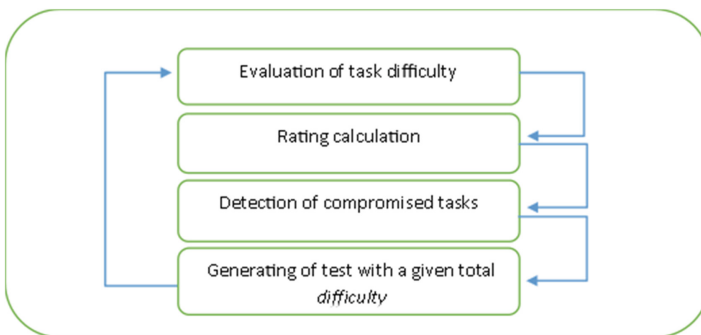 Evaluation of task difficulty
Rating calculation
Detection of compromised tasks
Generating of test with a given total
difficulty